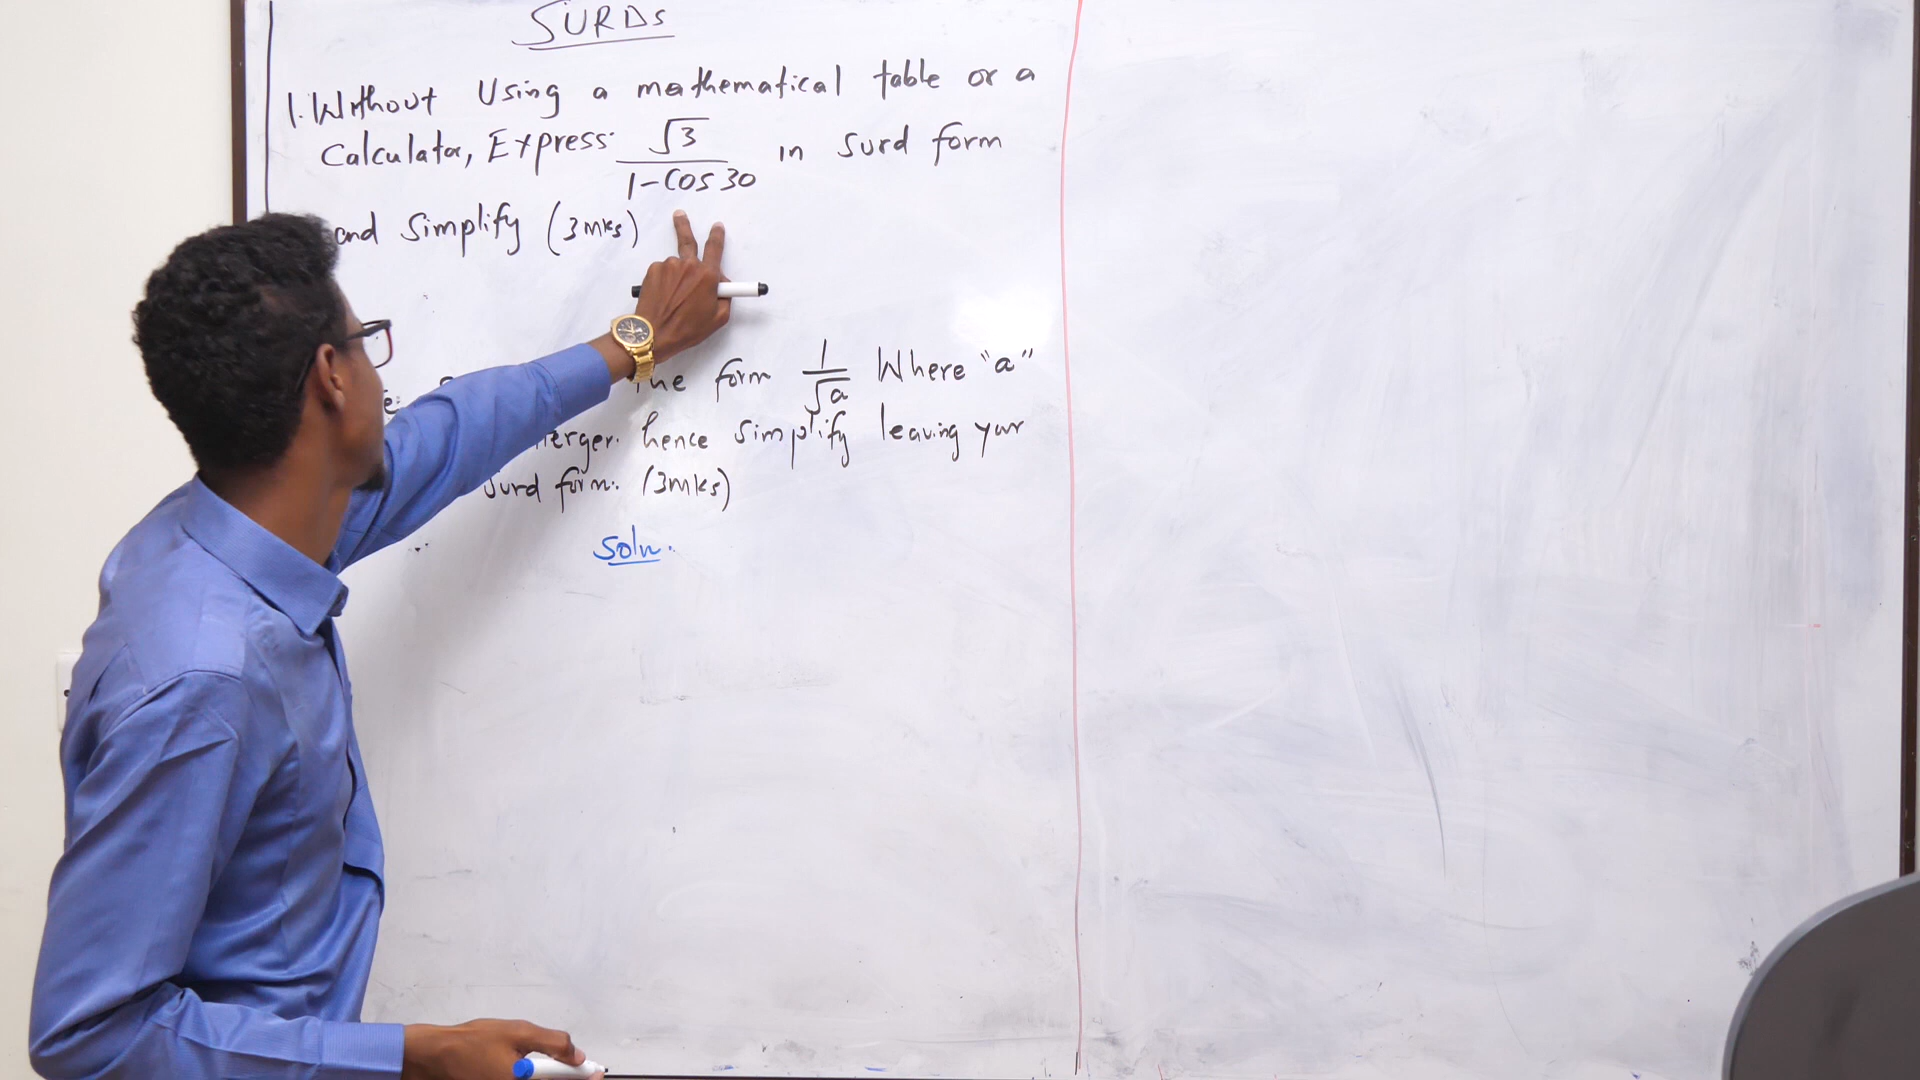 SURDs
1. Without Using a mathematical table or a
Calculator, Express √3/(1-Cos30) in Surd form
and Simplify (3mks)
the form 1/√a Where "a"
hence simplify leaving your
Surd form. (3mks)
Soln.